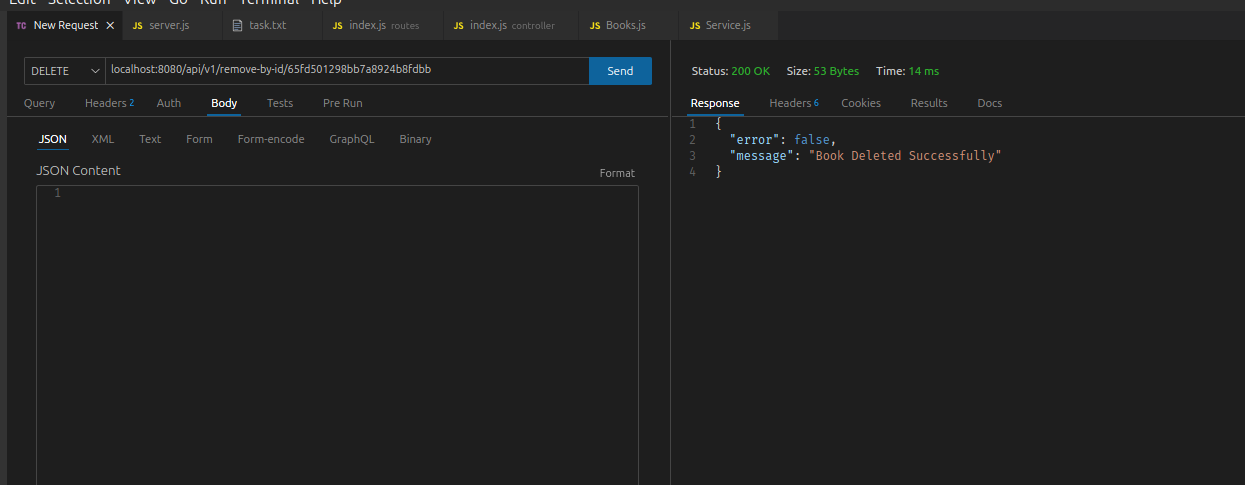 Edit Selection View Go Run Terminal Help
TC New Request × JS server.js task.txt JS index.js routes JS index.js controller JS Books.js JS Service.js
DELETE localhost:8080/api/v1/remove-by-id/65fd501298bb7a8924b8fdbb Send
Query Headers 2 Auth Body Tests Pre Run
JSON XML Text Form Form-encode GraphQL Binary
JSON Content Format
1
Status: 200 OK Size: 53 Bytes Time: 14 ms
Response Headers 6 Cookies Results Docs
1 {
2 "error": false,
3 "message": "Book Deleted Successfully"
4 }